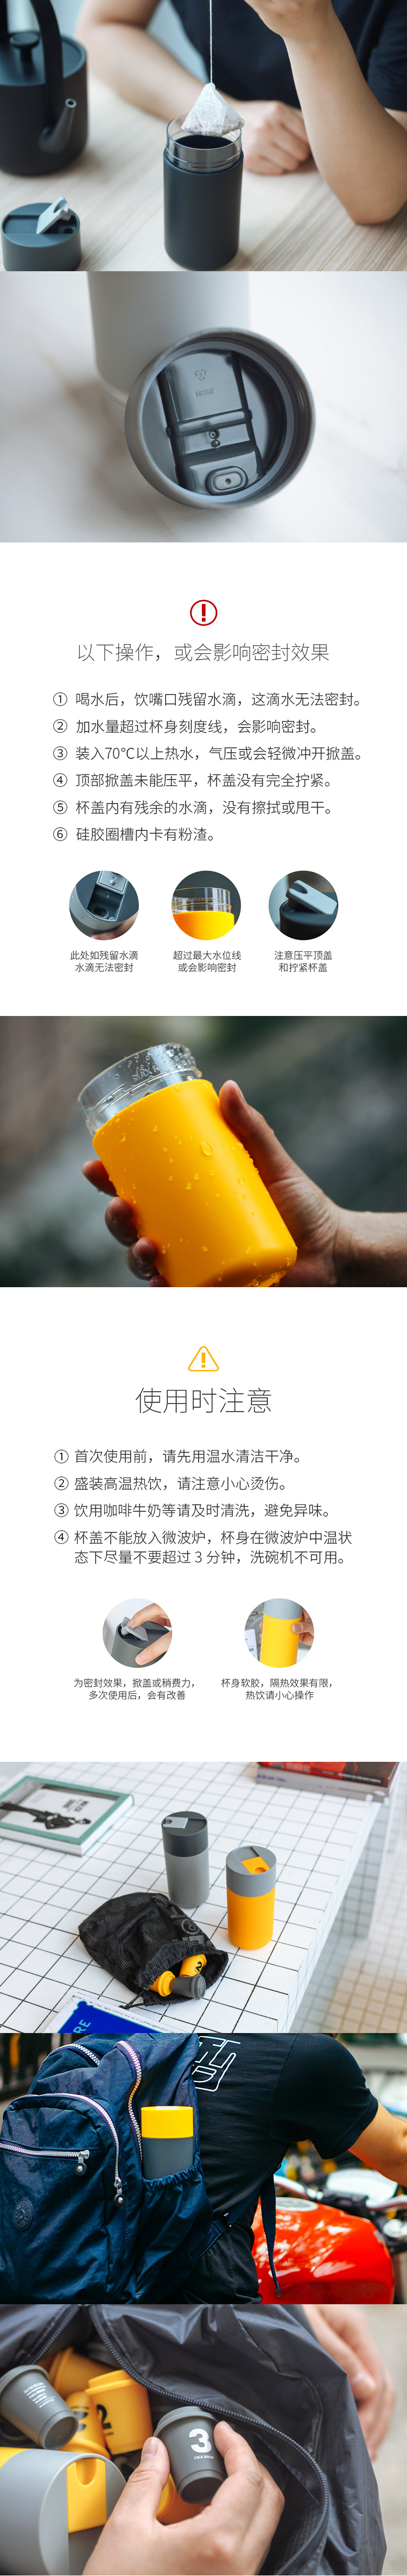 以下操作，或会影响密封效果
① 喝水后，饮嘴口残留水滴，这滴水无法密封。
② 加水量超过杯身刻度线，会影响密封。
③ 装入70°C以上热水，气压或会轻微冲开掀盖。
④ 顶部掀盖未能压平，杯盖没有完全拧紧。
⑤ 杯盖内有残余的水滴，没有擦拭或甩干。
⑥ 硅胶圈槽内卡有粉渣。
此处如残留水滴
水滴无法密封
超过最大水位线
或会影响密封
注意压平顶盖
和拧紧杯盖
使用时注意
① 首次使用前，请先用温水清洁干净。
② 盛装高温热饮，请注意小心烫伤。
③ 饮用咖啡牛奶等请及时清洗，避免异味。
④ 杯盖不能放入微波炉，杯身在微波炉中温状
态下尽量不要超过 3 分钟，洗碗机不可用。
为密封效果，掀盖或稍费力，
多次使用后，会有改善
杯身软胶，隔热效果有限，
热饮请小心操作
2
RE
3